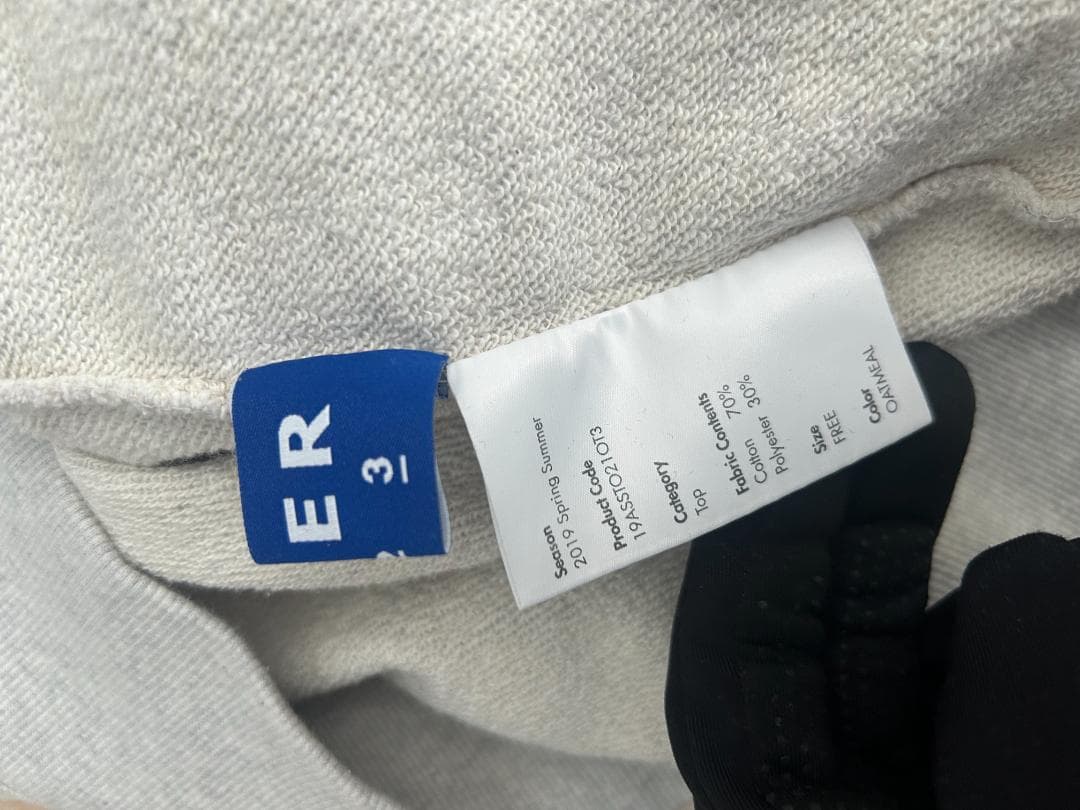 ER
3
Season
2019 Spring Summer
Product Code
19ASSTO21OT3
Category
Top
Fabric Contents
Cotton 70%
Polyester 30%
Size
FREE
Color
OATMEAL